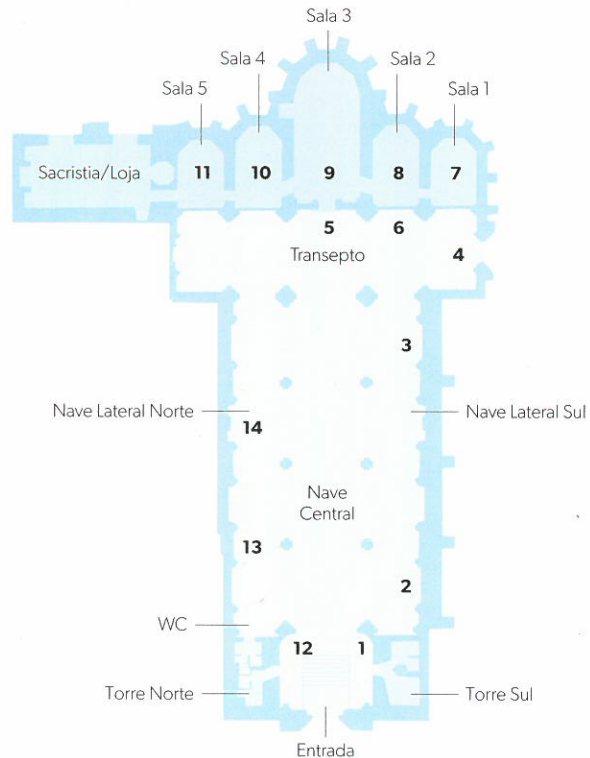 Sala 3
Sala 4
Sala 2
Sala 5
Sala 1
Sacristia/Loja
11
10
9
8
7
5
6
Transepto
4
3
Nave Lateral Norte
Nave Lateral Sul
14
Nave
Central
13
2
WC
12
1
Torre Norte
Torre Sul
Entrada